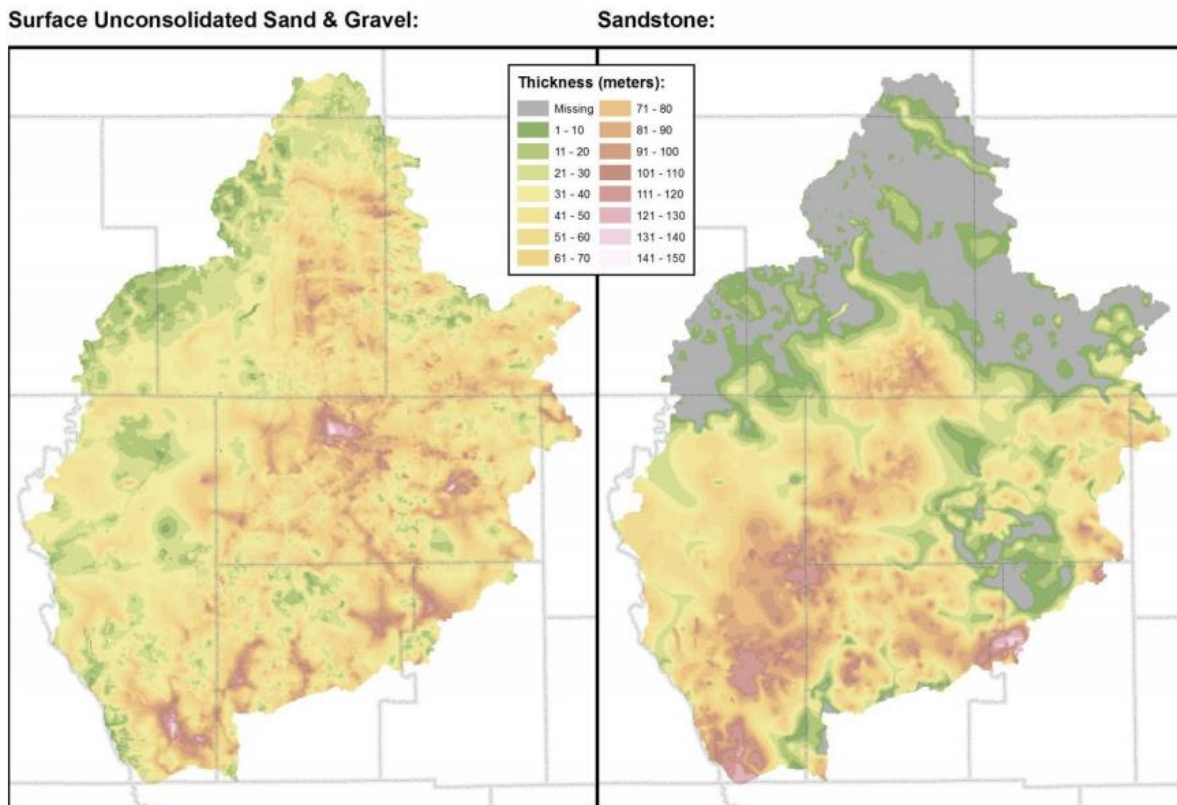 Surface Unconsolidated Sand & Gravel:
Sandstone:
Thickness (meters):
Missing
1 - 10
11 - 20
21 - 30
31 - 40
41 - 50
51 - 60
61 - 70
71 - 80
81 - 90
91 - 100
101 - 110
111 - 120
121 - 130
131 - 140
141 - 150